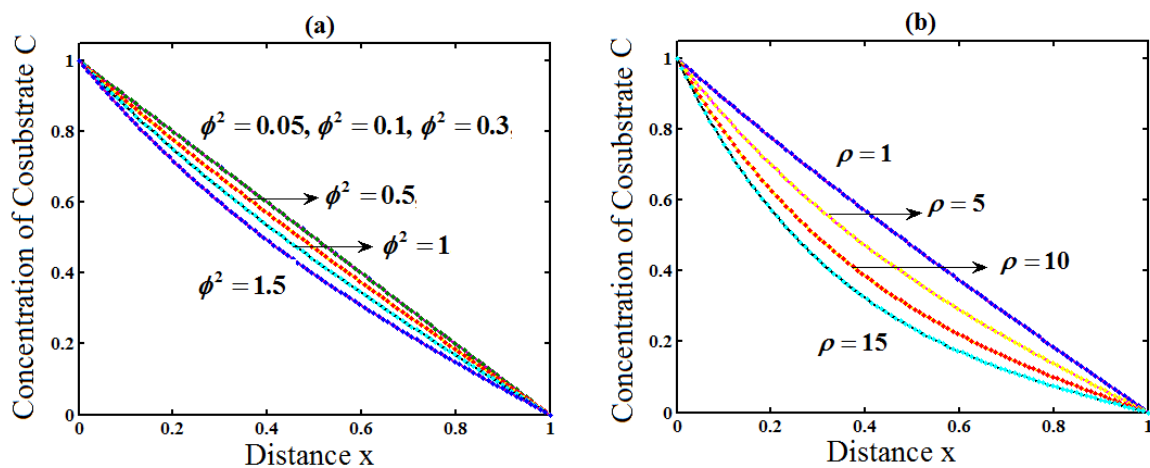 (a)
Concentration of Cosubstrate C
1
0.8
0.6
0.4
0.2
0
ϕ² = 0.05, ϕ² = 0.1, ϕ² = 0.3,
ϕ² = 0.5,
ϕ² = 1
ϕ² = 1.5
0 0.2 0.4 0.6 0.8 1
Distance x
(b)
Concentration of Cosubstrate C
1
0.8
0.6
0.4
0.2
0
ρ = 1
ρ = 5
ρ = 10
ρ = 15
0 0.2 0.4 0.6 0.8 1
Distance x